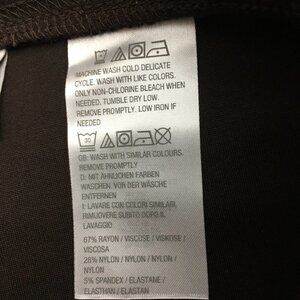 MACHINE WASH COLD DELICATE
CYCLE. WASH WITH LIKE COLORS.
ONLY NON-CHLORINE BLEACH WHEN
NEEDED. TUMBLE DRY LOW.
REMOVE PROMPTLY. LOW IRON IF
NEEDED
30
GB: WASH WITH SIMILAR COLOURS.
REMOVE PROMPTLY
D: MIT ÄHNLICHEN FARBEN
WASCHEN, VOR DER WÄSCHE
ENTFERNEN
I: LAVARE CON COLORI SIMILARI,
RIMUOVERE SUBITO DOPO IL
LAVAGGIO
67% RAYON / VISCOSE / VISKOSE /
VISCOSA
28% NYLON / NYLON / NYLON /
NYLON
5% SPANDEX / ELASTANE /
ELASTHAN / ELASTAN